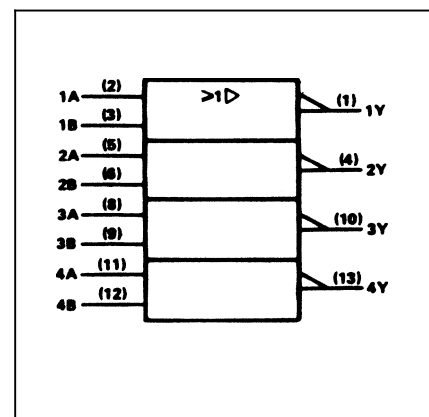 ≥1▷
1A (2)
1B (3)
2A (5)
2B (6)
3A (8)
3B (9)
4A (11)
4B (12)
(1) 1Y
(4) 2Y
(10) 3Y
(13) 4Y